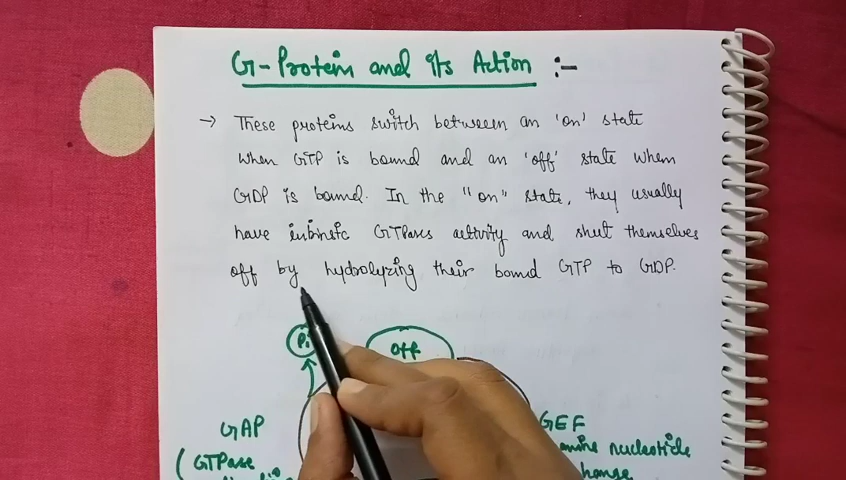 G-Protein and its Action :-
→ These proteins switch between an 'on' state
when GTP is bound and an 'off' state when
GDP is bound. In the "on" state, they usually
have intrinsic GTPases activity and shut themselves
off by hydrolyzing their bound GTP to GDP.
Pi
Off
GAP
(GTPase
GEF
nucleotide